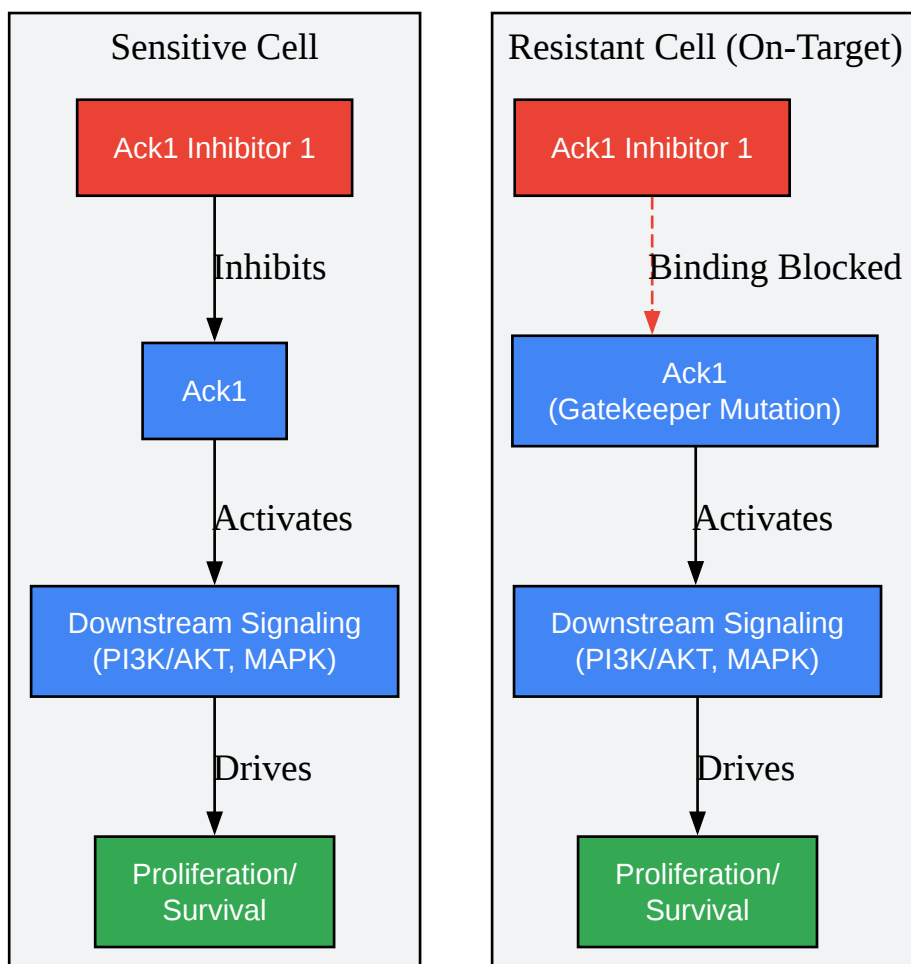 Sensitive Cell
Ack1 Inhibitor 1
Inhibits
Ack1
Activates
Downstream Signaling
(PI3K/AKT, MAPK)
Drives
Proliferation/
Survival
Resistant Cell (On-Target)
Ack1 Inhibitor 1
Binding Blocked
Ack1
(Gatekeeper Mutation)
Activates
Downstream Signaling
(PI3K/AKT, MAPK)
Drives
Proliferation/
Survival